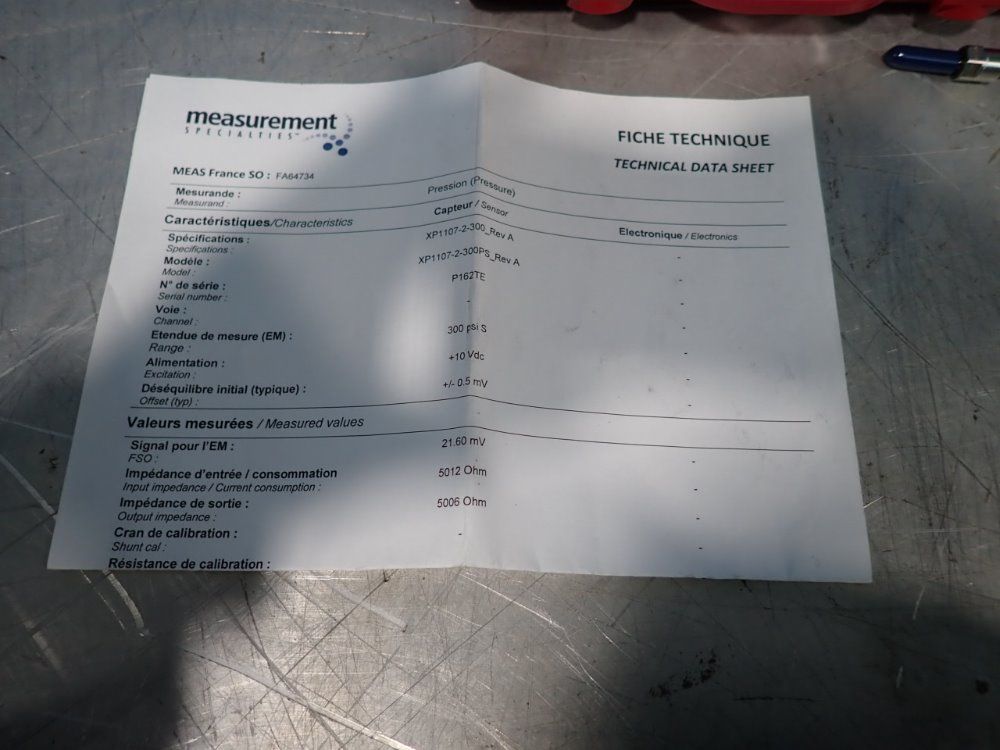 measurement
SPECIALTIES™
FICHE TECHNIQUE
TECHNICAL DATA SHEET
MEAS France SO : FA64734
Mesurande : Pression (Pressure)
Measurand :
Caractéristiques/Characteristics Capteur / Sensor Electronique / Electronics
Spécifications : XP1107-2-300_Rev A -
Specifications :
Modèle : XP1107-2-300PS_Rev A -
Model :
N° de série : P162TE -
Serial number :
Voie : - -
Channel :
Etendue de mesure (EM) : 300 psi S -
Range :
Alimentation : +10 Vdc -
Excitation :
Déséquilibre initial (typique) : +/- 0.5 mV -
Offset (typ) :
Valeurs mesurées / Measured values
Signal pour l'EM : 21.60 mV -
FSO :
Impédance d'entrée / consommation 5012 Ohm -
Input impedance / Current consumption :
Impédance de sortie : 5006 Ohm -
Output impedance :
Cran de calibration : - -
Shunt cal :
Résistance de calibration :